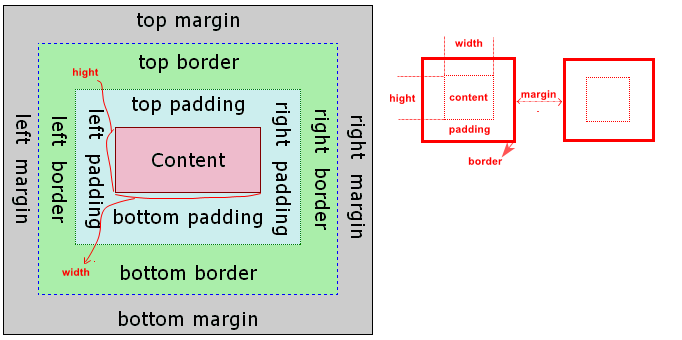 top margin
top border
hight
top padding
left margin
left border
left padding
Content
right padding
right border
right margin
bottom padding
width
bottom border
bottom margin
width
hight
content
margin
padding
border